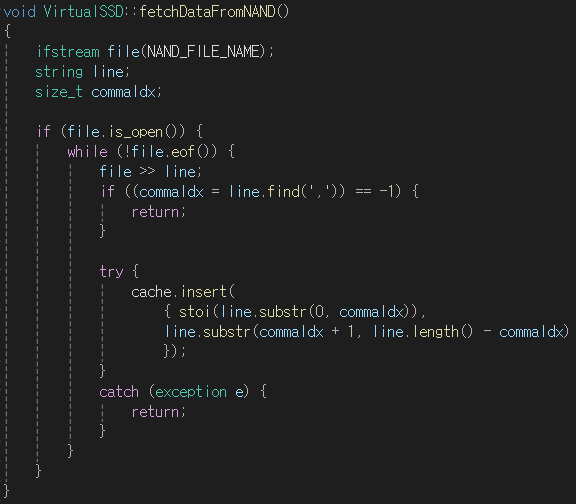 void VirtualSSD::fetchDataFromNAND()
{
    ifstream file(NAND_FILE_NAME);
    string line;
    size_t commaIdx;

    if (file.is_open()) {
        while (!file.eof()) {
            file >> line;
            if ((commaIdx = line.find(',')) == -1) {
                return;
            }

            try {
                cache.insert(
                    { stoi(line.substr(0, commaIdx)),
                    line.substr(commaIdx + 1, line.length() - commaIdx)
                    });
            }
            catch (exception e) {
                return;
            }
        }
    }
}